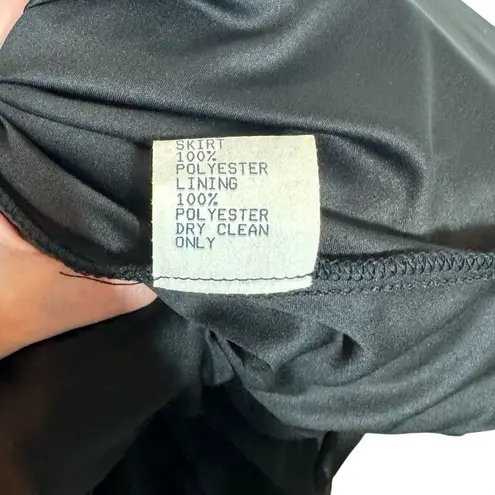 SKIRT
100%
POLYESTER
LINING
100%
POLYESTER
DRY CLEAN
ONLY